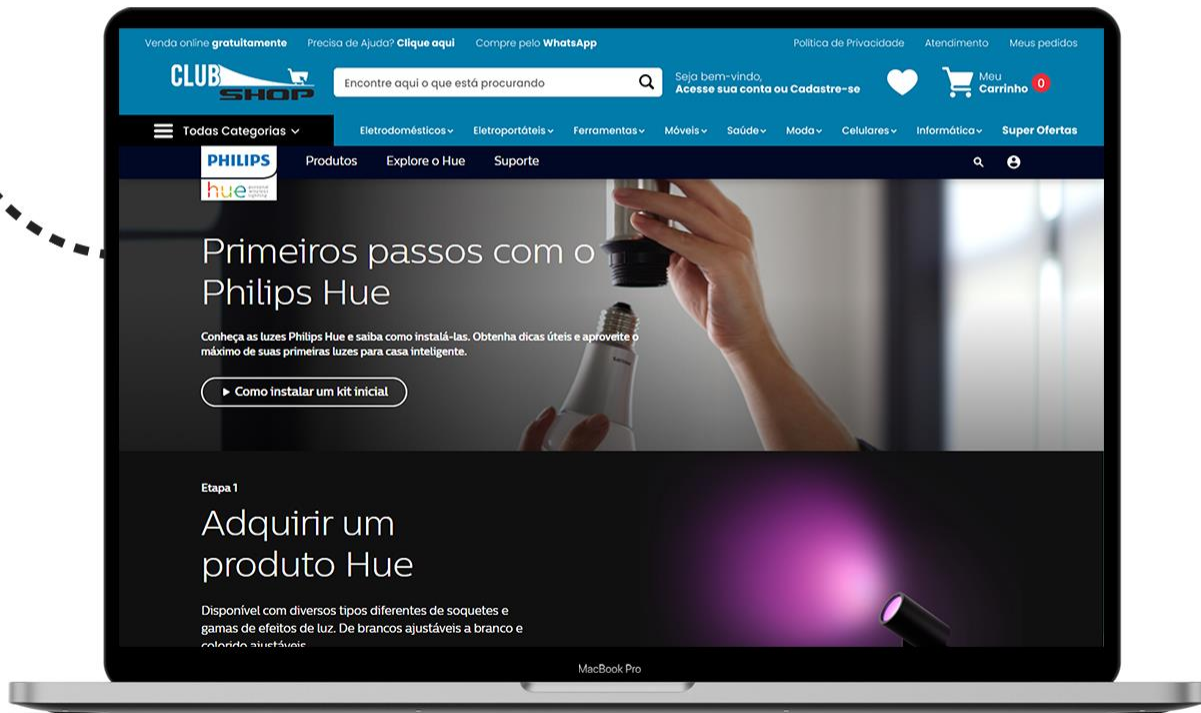 Venda online gratuitamente Precisa de Ajuda? Clique aqui Compre pelo WhatsApp Política de Privacidade Atendimento Meus pedidos
CLUB SHOP
Encontre aqui o que está procurando
Seja bem-vindo,
Acesse sua conta ou Cadastre-se
Meu
Carrinho 0
Todas Categorias Eletrodomésticos Eletroportáteis Ferramentas Móveis Saúde Moda Celulares Informática Super Ofertas
PHILIPS Produtos Explore o Hue Suporte
hue
Primeiros passos com o
Philips Hue
Conheça as luzes Philips Hue e saiba como instalá-las. Obtenha dicas úteis e aproveite o
máximo de suas primeiras luzes para casa inteligente.
Como instalar um kit inicial
Etapa 1
Adquirir um
produto Hue
Disponível com diversos tipos diferentes de soquetes e
gamas de efeitos de luz. De brancos ajustáveis a branco e
colorido ajustáveis
MacBook Pro